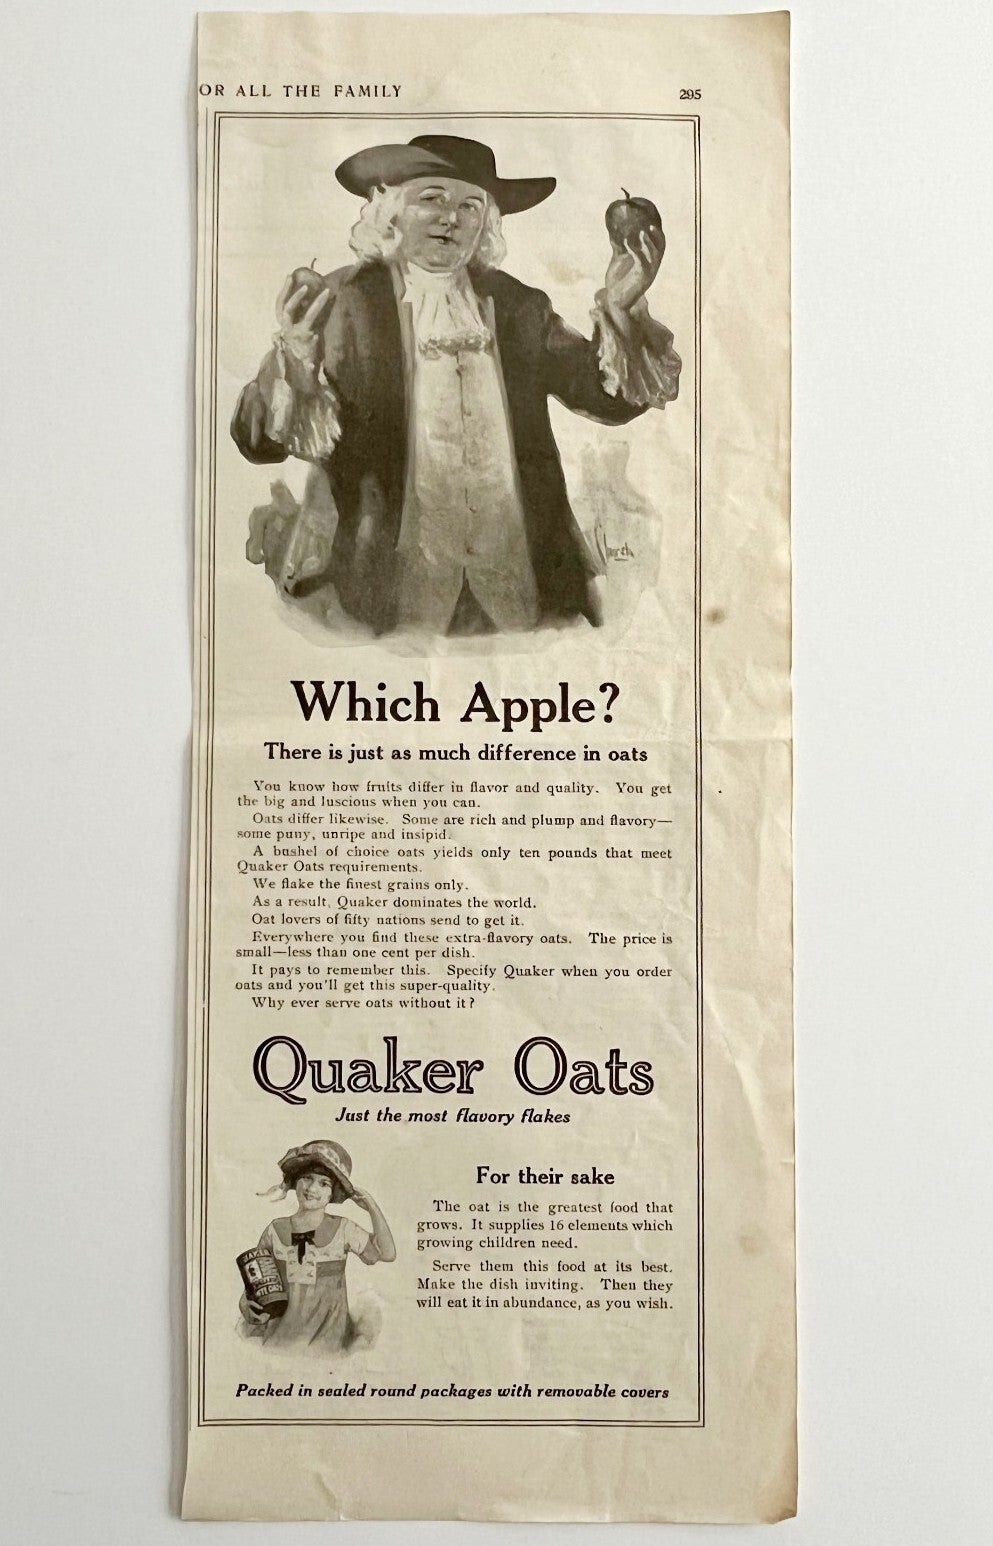 OR ALL THE FAMILY
295
Which Apple?
There is just as much difference in oats
You know how fruits differ in flavor and quality. You get
the big and luscious when you can.
Oats differ likewise. Some are rich and plump and flavory—
some puny, unripe and insipid.
A bushel of choice oats yields only ten pounds that meet
Quaker Oats requirements.
We flake the finest grains only.
As a result, Quaker dominates the world.
Oat lovers of fifty nations send to get it.
Everywhere you find these extra-flavory oats. The price is
small—less than one cent per dish.
It pays to remember this. Specify Quaker when you order
oats and you'll get this super-quality.
Why ever serve oats without it?
Quaker Oats
Just the most flavory flakes
For their sake
The oat is the greatest food that
grows. It supplies 16 elements which
growing children need.
Serve them this food at its best.
Make the dish inviting. Then they
will eat it in abundance, as you wish.
QUAKER
Packed in sealed round packages with removable covers